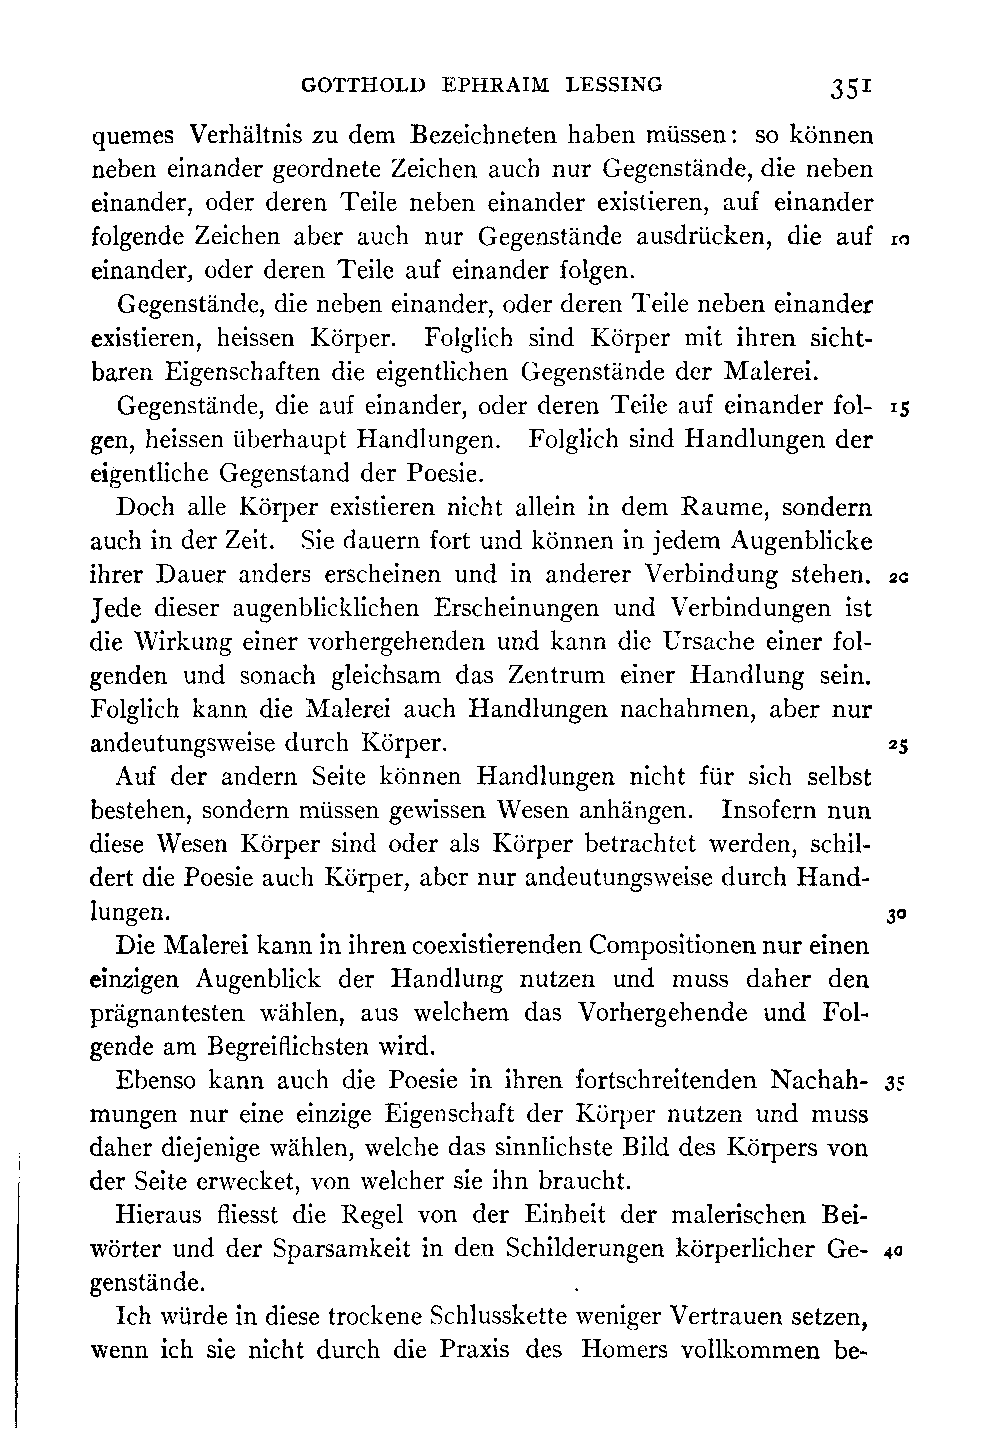 GOTTHOLD EPHRAIM LESSING 351
quemes Verhältnis zu dem Bezeichneten haben müssen: so können
neben einander geordnete Zeichen auch nur Gegenstände, die neben
einander, oder deren Teile neben einander existieren, auf einander
folgende Zeichen aber auch nur Gegenstände ausdrücken, die auf 10
einander, oder deren Teile auf einander folgen.
Gegenstände, die neben einander, oder deren Teile neben einander
existieren, heissen Körper. Folglich sind Körper mit ihren sicht-
baren Eigenschaften die eigentlichen Gegenstände der Malerei.
Gegenstände, die auf einander, oder deren Teile auf einander fol- 15
gen, heissen überhaupt Handlungen. Folglich sind Handlungen der
eigentliche Gegenstand der Poesie.
Doch alle Körper existieren nicht allein in dem Raume, sondern
auch in der Zeit. Sie dauern fort und können in jedem Augenblicke
ihrer Dauer anders erscheinen und in anderer Verbindung stehen. 20
Jede dieser augenblicklichen Erscheinungen und Verbindungen ist
die Wirkung einer vorhergehenden und kann die Ursache einer fol-
genden und sonach gleichsam das Zentrum einer Handlung sein.
Folglich kann die Malerei auch Handlungen nachahmen, aber nur
andeutungsweise durch Körper. 25
Auf der andern Seite können Handlungen nicht für sich selbst
bestehen, sondern müssen gewissen Wesen anhängen. Insofern nun
diese Wesen Körper sind oder als Körper betrachtet werden, schil-
dert die Poesie auch Körper, aber nur andeutungsweise durch Hand-
lungen. 30
Die Malerei kann in ihren coexistierenden Compositionen nur einen
einzigen Augenblick der Handlung nutzen und muss daher den
prägnantesten wählen, aus welchem das Vorhergehende und Fol-
gende am Begreiflichsten wird.
Ebenso kann auch die Poesie in ihren fortschreitenden Nachah- 35
mungen nur eine einzige Eigenschaft der Körper nutzen und muss
daher diejenige wählen, welche das sinnlichste Bild des Körpers von
der Seite erwecket, von welcher sie ihn braucht.
Hieraus fliesst die Regel von der Einheit der malerischen Bei-
wörter und der Sparsamkeit in den Schilderungen körperlicher Ge- 40
genstände.
Ich würde in diese trockene Schlusskette weniger Vertrauen setzen,
wenn ich sie nicht durch die Praxis des Homers vollkommen be-